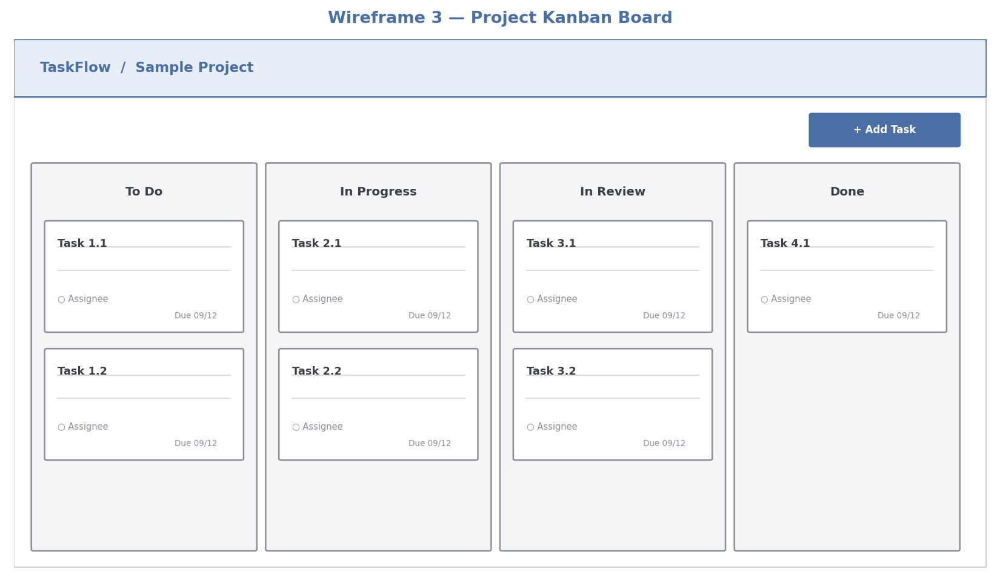 Wireframe 3 — Project Kanban Board
TaskFlow / Sample Project
+ Add Task
To Do
Task 1.1
○ Assignee
Due 09/12
Task 1.2
○ Assignee
Due 09/12
In Progress
Task 2.1
○ Assignee
Due 09/12
Task 2.2
○ Assignee
Due 09/12
In Review
Task 3.1
○ Assignee
Due 09/12
Task 3.2
○ Assignee
Due 09/12
Done
Task 4.1
○ Assignee
Due 09/12